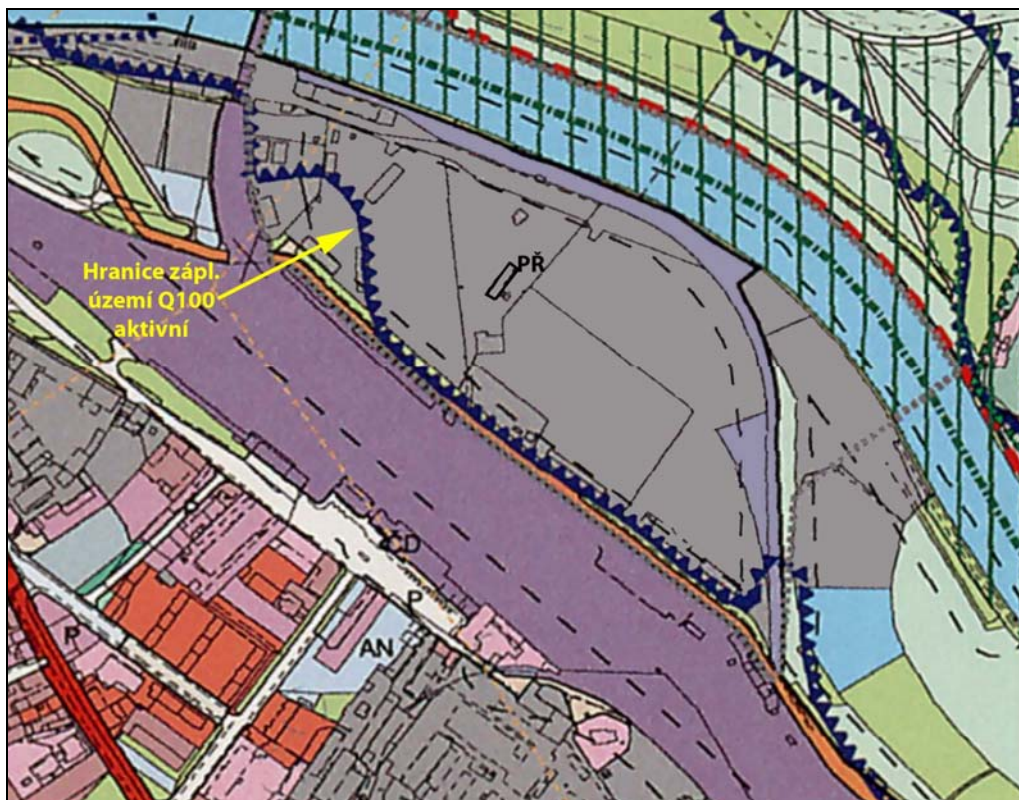 PŘ
Hranice zápl.
území Q100
aktivní
ČD
P
P
AN